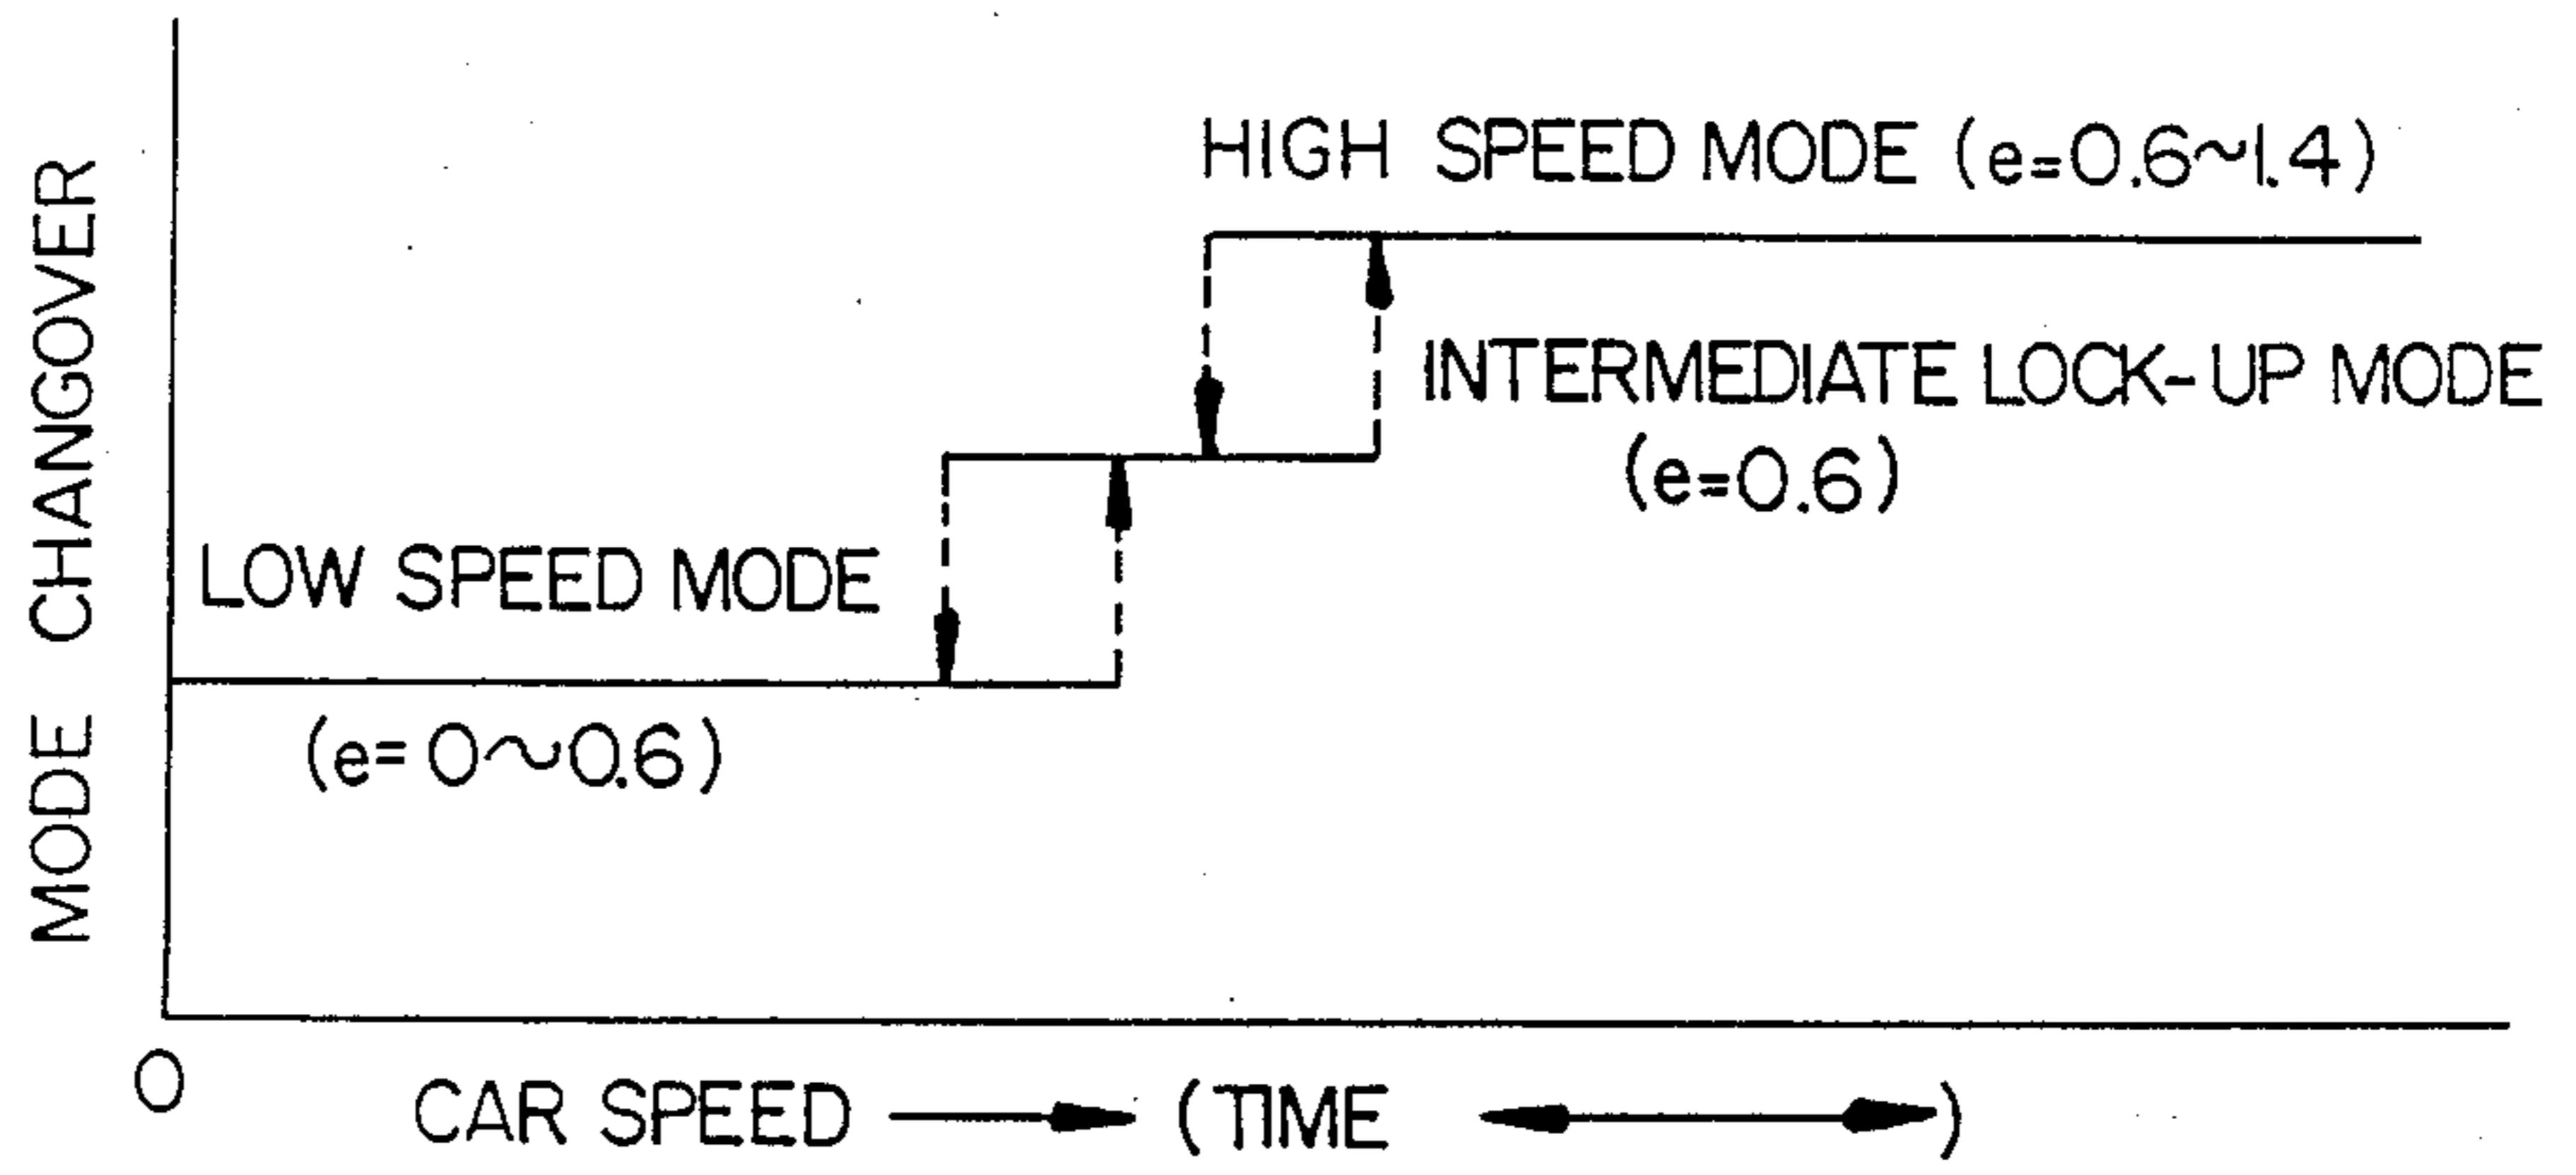 MODE CHANGOVER
HIGH SPEED MODE (e=0.6~1.4)
INTERMEDIATE LOCK-UP MODE
(e=0.6)
LOW SPEED MODE
(e= 0~0.6)
0
CAR SPEED → (TIME ↔)